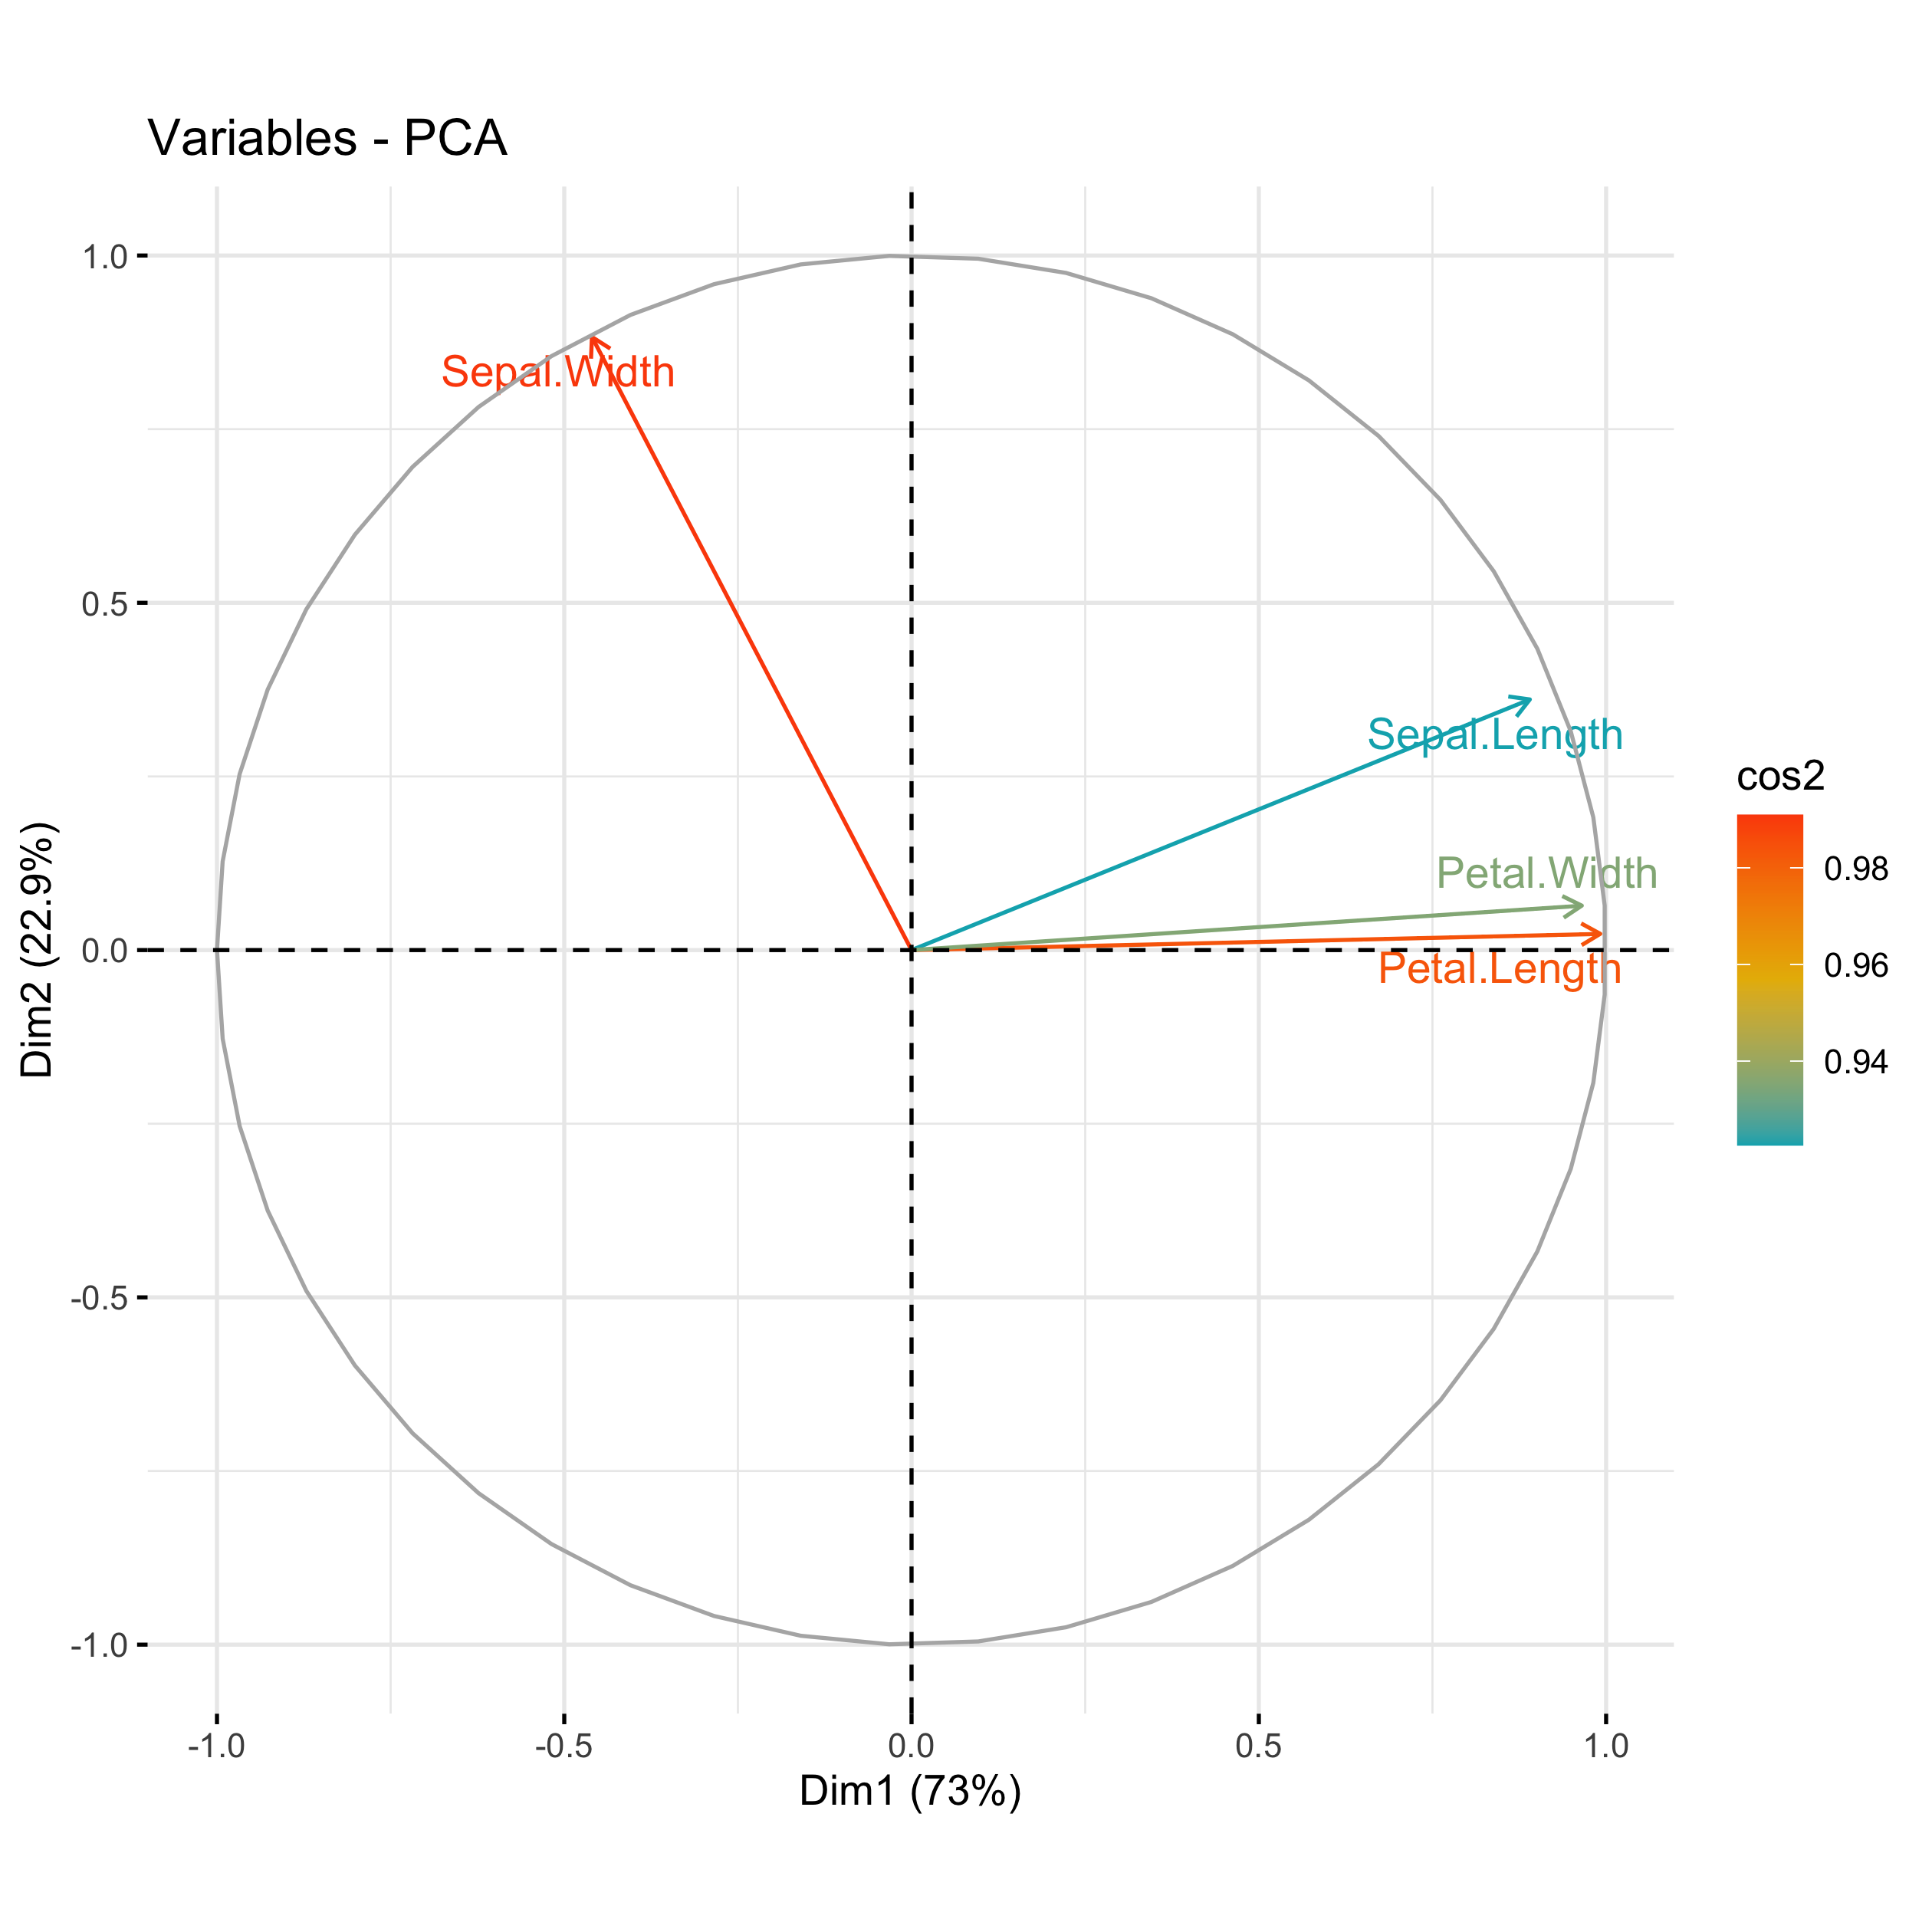 Variables - PCA
1.0
0.5
0.0
-0.5
-1.0
Dim2 (22.9%)
Sepal.Width
Sepal.Length
Petal.Width
Petal.Length
-1.0
-0.5
0.0
0.5
1.0
Dim1 (73%)
cos2
0.98
0.96
0.94